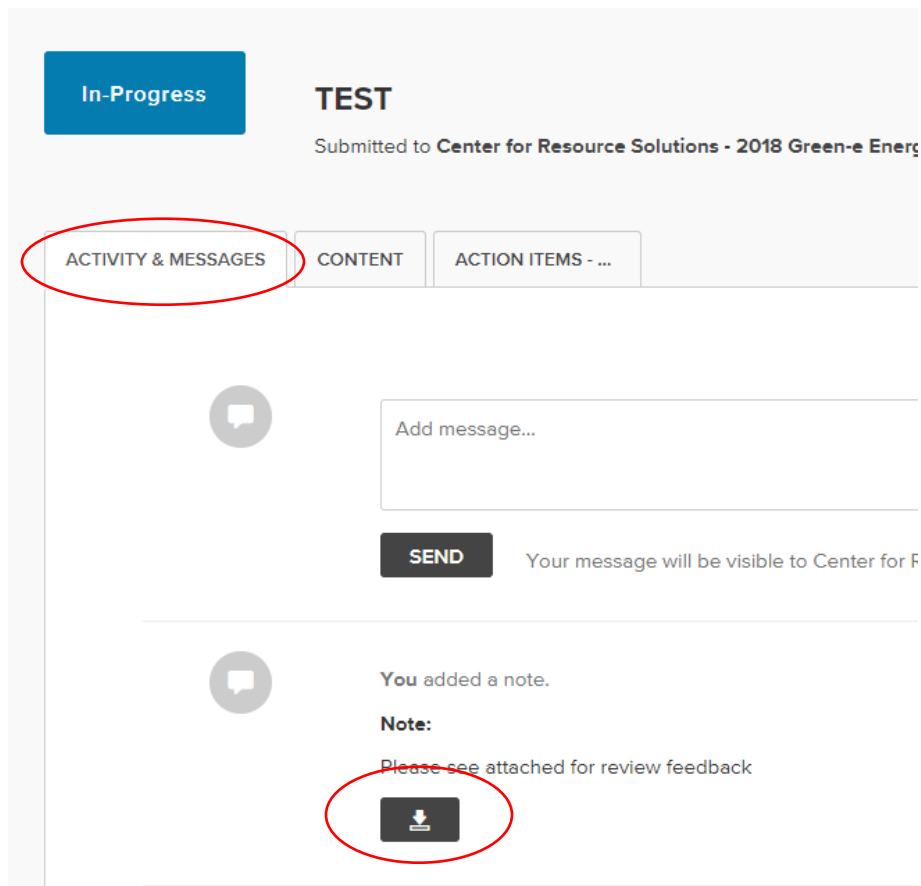 In-Progress
TEST
Submitted to Center for Resource Solutions - 2018 Green-e Energ
ACTIVITY & MESSAGES
CONTENT
ACTION ITEMS - ...
Add message...
SEND
Your message will be visible to Center for R
You added a note.
Note:
Please see attached for review feedback